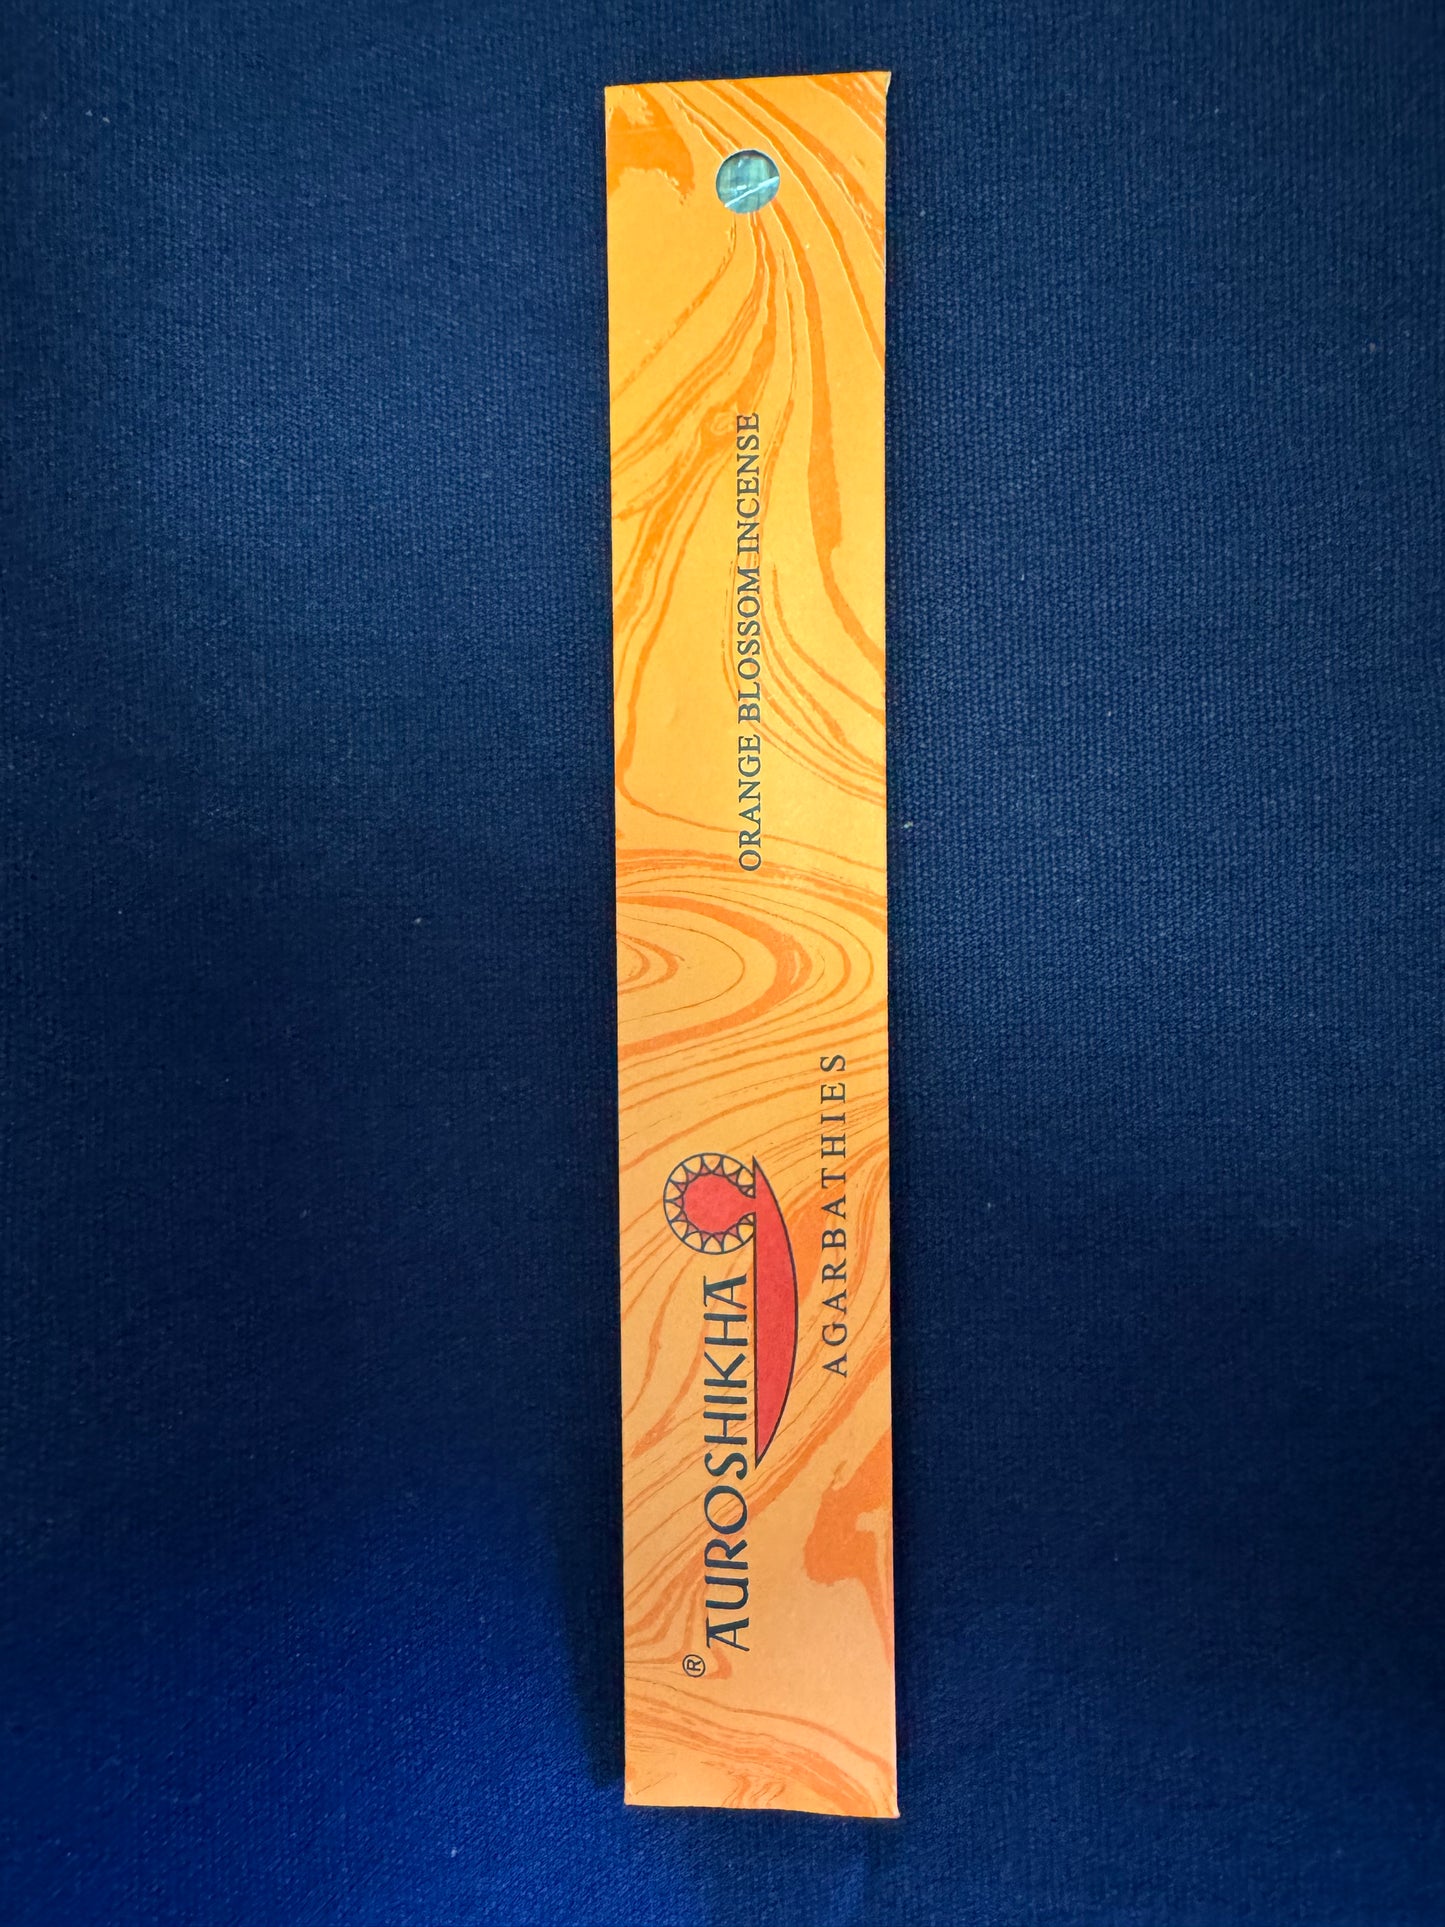 ® AUROSHIKHA
AGARBATHIES
ORANGE BLOSSOM INCENSE